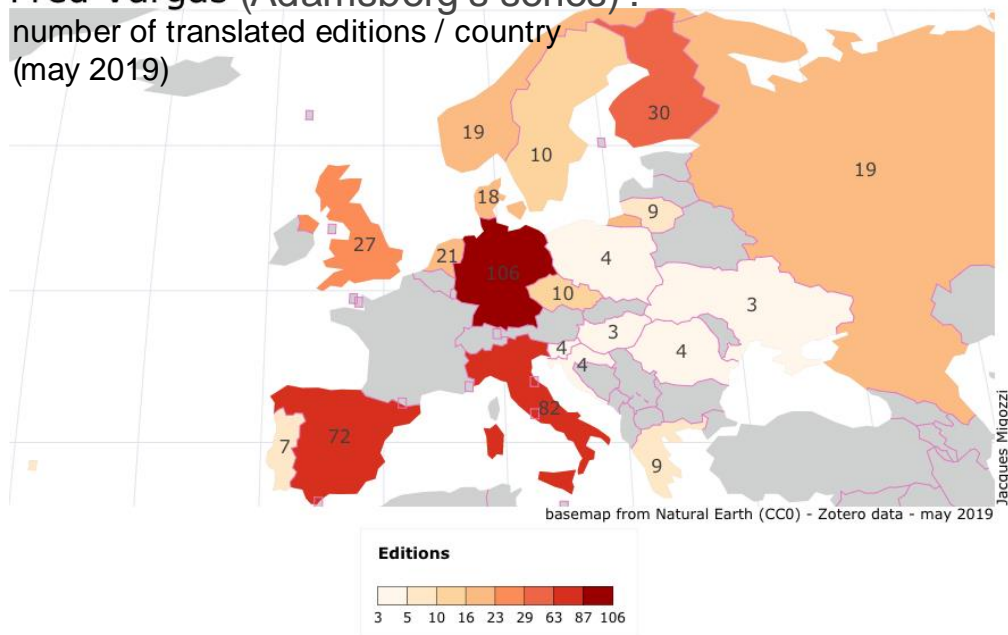 Fred Vargas (Adamsberg's series) :
number of translated editions / country
(may 2019)
30
19
10
19
18
9
27
21
106
4
10
3
3
4
4
4
82
72
7
9
Jacques Migozzi
basemap from Natural Earth (CC0) - Zotero data - may 2019
Editions
3 5 10 16 23 29 63 87 106